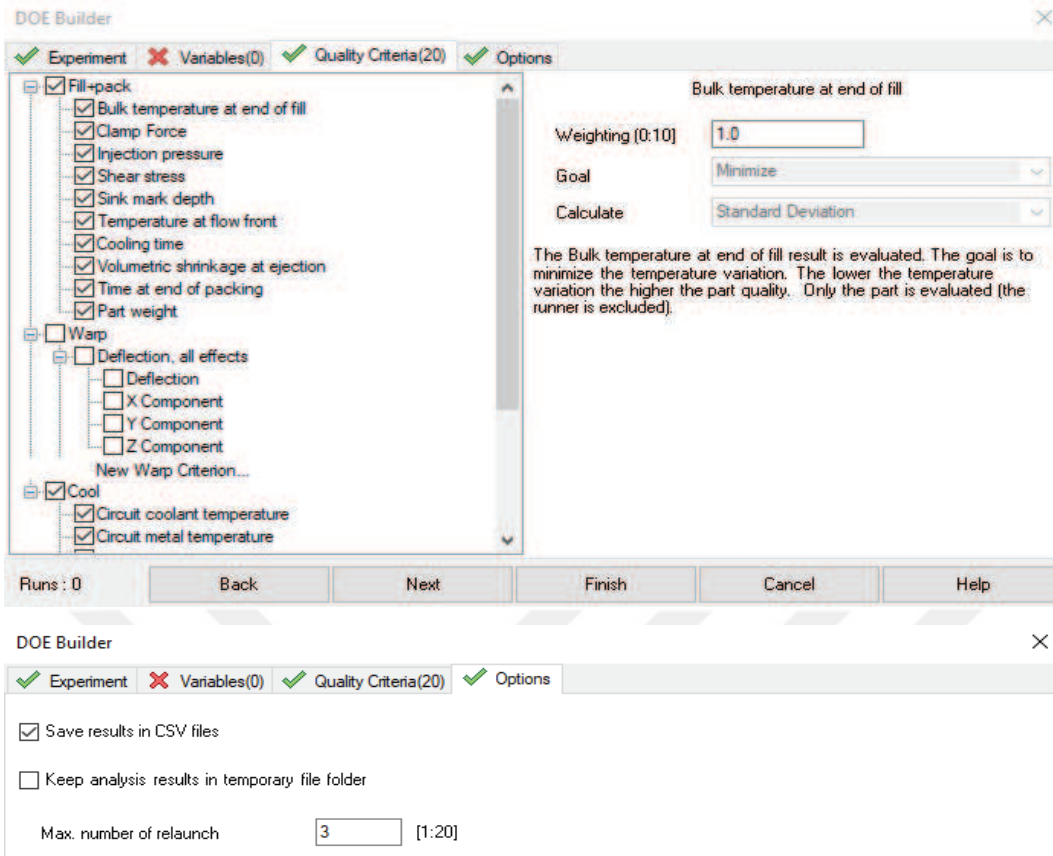 DOE Builder
Experiment Variables(0) Quality Criteria(20) Options
Fill+pack
Bulk temperature at end of fill
Clamp Force
Injection pressure
Shear stress
Sink mark depth
Temperature at flow front
Cooling time
Volumetric shrinkage at ejection
Time at end of packing
Part weight
Warp
Deflection, all effects
Deflection
X Component
Y Component
Z Component
New Warp Criterion...
Cool
Circuit coolant temperature
Circuit metal temperature
Bulk temperature at end of fill
Weighting [0:10] 1.0
Goal Minimize
Calculate Standard Deviation
The Bulk temperature at end of fill result is evaluated. The goal is to
minimize the temperature variation. The lower the temperature
variation the higher the part quality. Only the part is evaluated (the
runner is excluded).
Runs : 0 Back Next Finish Cancel Help
DOE Builder
Experiment Variables(0) Quality Criteria(20) Options
Save results in CSV files
Keep analysis results in temporary file folder
Max. number of relaunch 3 [1:20]